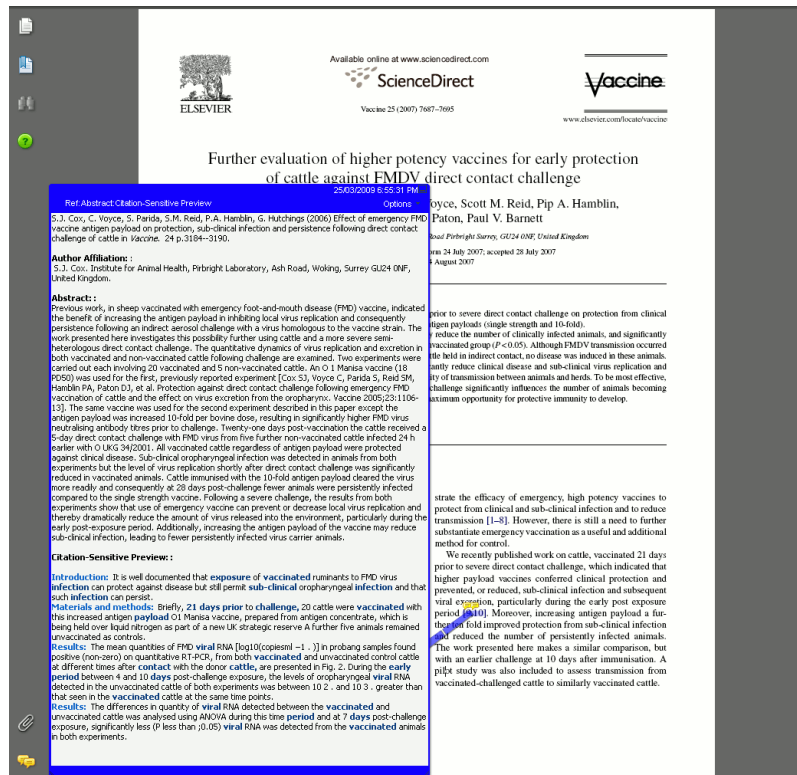 Available online at www.sciencedirect.com
ScienceDirect
ELSEVIER
Vaccine
Vaccine 25 (2007) 7687–7695
www.elsevier.com/locate/vaccine
Further evaluation of higher potency vaccines for early protection
of cattle against FMDV direct contact challenge
oyce, Scott M. Reid, Pip A. Hamblin,
Paton, Paul V. Barnett
Road Pirbright Surrey, GU24 0NF, United Kingdom
orm 24 July 2007; accepted 28 July 2007
4 August 2007
25/03/2009 6:55:31 PM
Ref:Abstract:Citation-Sensitive Preview
Options
S.J. Cox, C. Voyce, S. Parida, S.M. Reid, P.A. Hamblin, G. Hutchings (2006) Effect of emergency FMD
vaccine antigen payload on protection, sub-clinical infection and persistence following direct contact
challenge of cattle in Vaccine. 24 p.3184--3190.
Author Affiliation: :
S.J. Cox. Institute for Animal Health, Pirbright Laboratory, Ash Road, Woking, Surrey GU24 0NF,
United Kingdom.
Abstract: :
Previous work, in sheep vaccinated with emergency foot-and-mouth disease (FMD) vaccine, indicated
the benefit of increasing the antigen payload in inhibiting local virus replication and consequently
persistence following an indirect aerosol challenge with a virus homologous to the vaccine strain. The
work presented here investigates this possibility further using cattle and a more severe semi-
heterologous direct contact challenge. The quantitative dynamics of virus replication and excretion in
both vaccinated and non-vaccinated cattle following challenge are examined. Two experiments were
carried out each involving 20 vaccinated and 5 non-vaccinated cattle. An O 1 Manisa vaccine (18
PD50) was used for the first, previously reported experiment [Cox SJ, Voyce C, Parida S, Reid SM,
Hamblin PA, Paton DJ, et al. Protection against direct contact challenge following emergency FMD
vaccination of cattle and the effect on virus excretion from the oropharynx. Vaccine 2005;23:1106-
13]. The same vaccine was used for the second experiment described in this paper except the
antigen payload was increased 10-fold per bovine dose, resulting in significantly higher FMD virus
neutralising antibody titres prior to challenge. Twenty-one days post-vaccination the cattle received a
5-day direct contact challenge with FMD virus from five further non-vaccinated cattle infected 24 h
earlier with O UKG 34/2001. All vaccinated cattle regardless of antigen payload were protected
against clinical disease. Sub-clinical oropharyngeal infection was detected in animals from both
experiments but the level of virus replication shortly after direct contact challenge was significantly
reduced in vaccinated animals. Cattle immunised with the 10-fold antigen payload cleared the virus
more readily and consequently at 28 days post-challenge fewer animals were persistently infected
compared to the single strength vaccine. Following a severe challenge, the results from both
experiments show that use of emergency vaccine can prevent or decrease local virus replication and
thereby dramatically reduce the amount of virus released into the environment, particularly during the
early post-exposure period. Additionally, increasing the antigen payload of the vaccine may reduce
sub-clinical infection, leading to fewer persistently infected virus carrier animals.
Citation-Sensitive Preview: :
Introduction: It is well documented that exposure of vaccinated ruminants to FMD virus
infection can protect against disease but still permit sub-clinical oropharyngeal infection and that
such infection can persist.
Materials and methods: Briefly, 21 days prior to challenge, 20 cattle were vaccinated with
this increased antigen payload O1 Manisa vaccine, prepared from antigen concentrate, which is
being held over liquid nitrogen as part of a new UK strategic reserve A further five animals remained
unvaccinated as controls.
Results: The mean quantities of FMD viral RNA [log10(copiesml −1 . )] in probang samples found
positive (non-zero) on quantitative RT-PCR, from both vaccinated and unvaccinated control cattle
at different times after contact with the donor cattle, are presented in Fig. 2. During the early
period between 4 and 10 days post-challenge exposure, the levels of oropharyngeal viral RNA
detected in the unvaccinated cattle of both experiments was between 10 2 . and 10 3 . greater than
that seen in the vaccinated cattle at the same time points.
Results: The differences in quantity of viral RNA detected between the vaccinated and
unvaccinated cattle was analysed using ANOVA during this time period and at 7 days post-challenge
exposure, significantly less (P less than ;0.05) viral RNA was detected from the vaccinated animals
in both experiments.
prior to severe direct contact challenge on protection from clinical
tigen payloads (single strength and 10-fold).
y reduce the number of clinically infected animals, and significantly
vaccinated group (P < 0.05). Although FMDV transmission occurred
ttle held in indirect contact, no disease was induced in these animals.
cantly reduce clinical disease and sub-clinical virus replication and
ity of transmission between animals and herds. To be most effective,
challenge significantly influences the number of animals becoming
aximum opportunity for protective immunity to develop.
strate the efficacy of emergency, high potency vaccines to
protect from clinical and sub-clinical infection and to reduce
transmission [1–8]. However, there is still a need to further
substantiate emergency vaccination as a useful and additional
method for control.
We recently published work on cattle, vaccinated 21 days
prior to severe direct contact challenge, which indicated that
higher payload vaccines conferred clinical protection and
prevented, or reduced, sub-clinical infection and subsequent
viral excretion, particularly during the early post exposure
period [9,10]. Moreover, increasing antigen payload a fur-
ther ten fold improved protection from sub-clinical infection
and reduced the number of persistently infected animals.
The work presented here makes a similar comparison, but
with an earlier challenge at 10 days after immunisation. A
pilot study was also included to assess transmission from
vaccinated-challenged cattle to similarly vaccinated cattle.